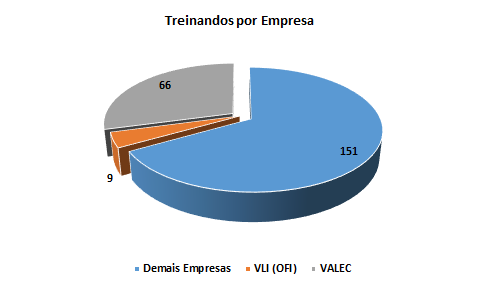 Treinandos por Empresa
66
151
9
Demais Empresas VLI (OFI) VALEC